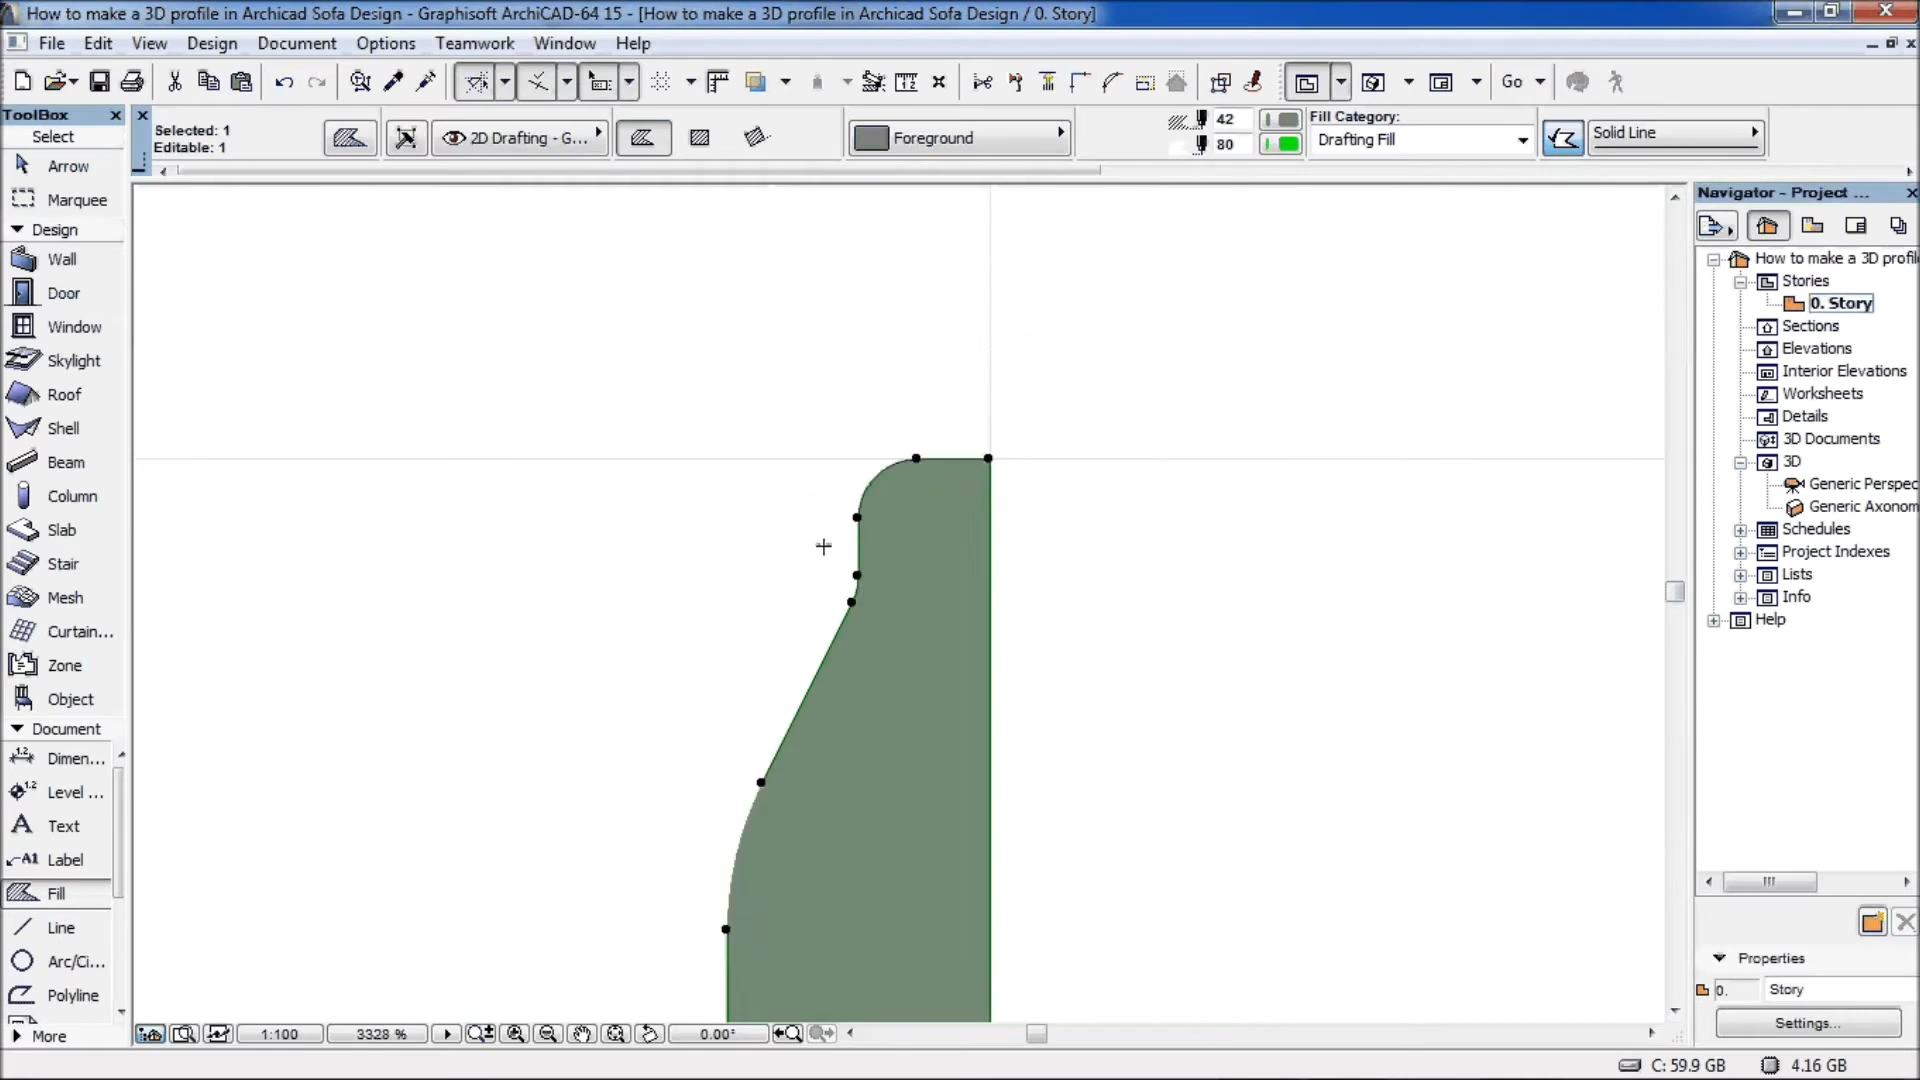 How to make a 3D profile in Archicad Sofa Design - Graphisoft ArchiCAD-64 15 - [How to make a 3D profile in Archicad Sofa Design / 0. Story]
File Edit View Design Document Options Teamwork Window Help
Go
ToolBox
Select
Arrow
Marquee
Design
Wall
Door
Window
Skylight
Roof
Shell
Beam
Column
Slab
Stair
Mesh
Curtain...
Zone
Object
Document
Dimen...
Level ...
Text
Label
Fill
Line
Arc/Ci...
Polyline
More
Selected: 1
Editable: 1
2D Drafting - G...
Foreground
42
80
Fill Category:
Drafting Fill
Solid Line
Navigator - Project ...
How to make a 3D profil
Stories
0. Story
Sections
Elevations
Interior Elevations
Worksheets
Details
3D Documents
3D
Generic Perspec
Generic Axonom
Schedules
Project Indexes
Lists
Info
Help
Properties
0. Story
Settings...
1:100 3328 % 0.00°
C: 59.9 GB 4.16 GB